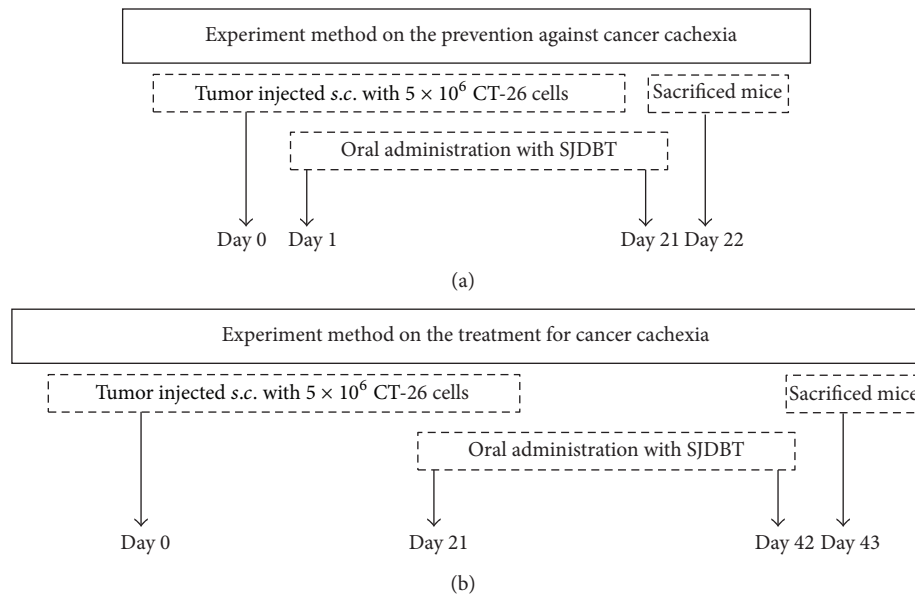 Experiment method on the prevention against cancer cachexia
Tumor injected s.c. with 5 × 10⁶ CT-26 cells
Sacrificed mice
Oral administration with SJDBT
Day 0 Day 1 Day 21 Day 22
(a)
Experiment method on the treatment for cancer cachexia
Tumor injected s.c. with 5 × 10⁶ CT-26 cells
Sacrificed mice
Oral administration with SJDBT
Day 0 Day 21 Day 42 Day 43
(b)